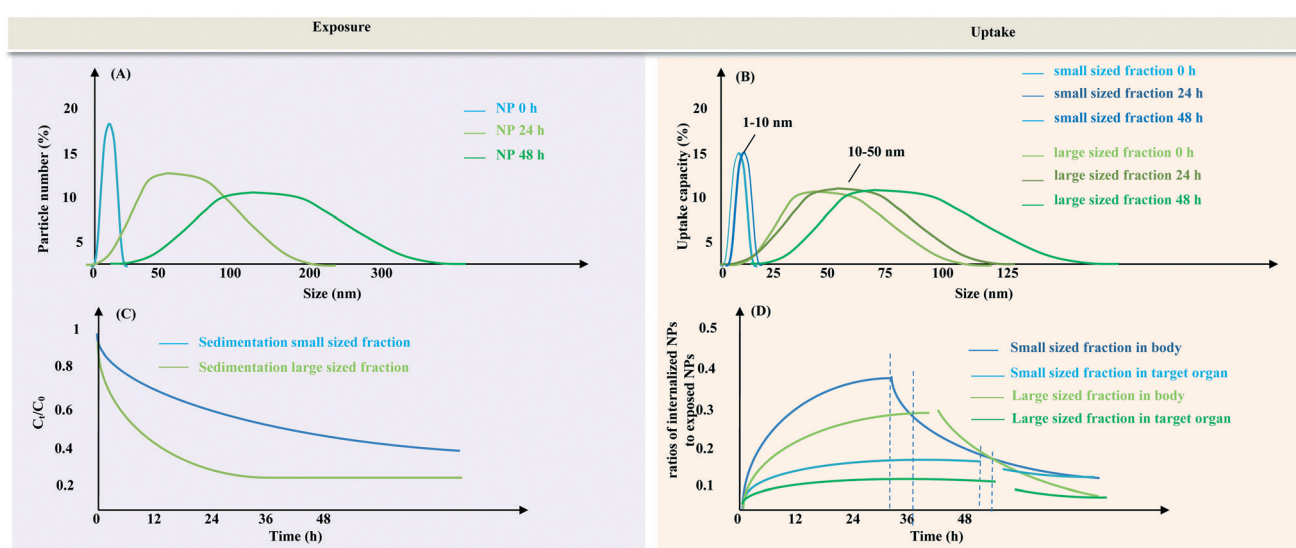 Exposure
Uptake
(A)
Particle number (%)
20
15
10
5
0
50
100
200
300
Size (nm)
NP 0 h
NP 24 h
NP 48 h
(B)
Uptake capacity (%)
20
15
10
5
0
25
50
75
100
125
Size (nm)
1-10 nm
10-50 nm
small sized fraction 0 h
small sized fraction 24 h
small sized fraction 48 h
large sized fraction 0 h
large sized fraction 24 h
large sized fraction 48 h
(C)
Ct/C0
1
0.8
0.6
0.4
0.2
0
12
24
36
48
Time (h)
Sedimentation small sized fraction
Sedimentation large sized fraction
(D)
ratios of internalized NPs
to exposed NPs
0.5
0.4
0.3
0.2
0.1
0
12
24
36
48
Time (h)
Small sized fraction in body
Small sized fraction in target organ
Large sized fraction in body
Large sized fraction in target organ